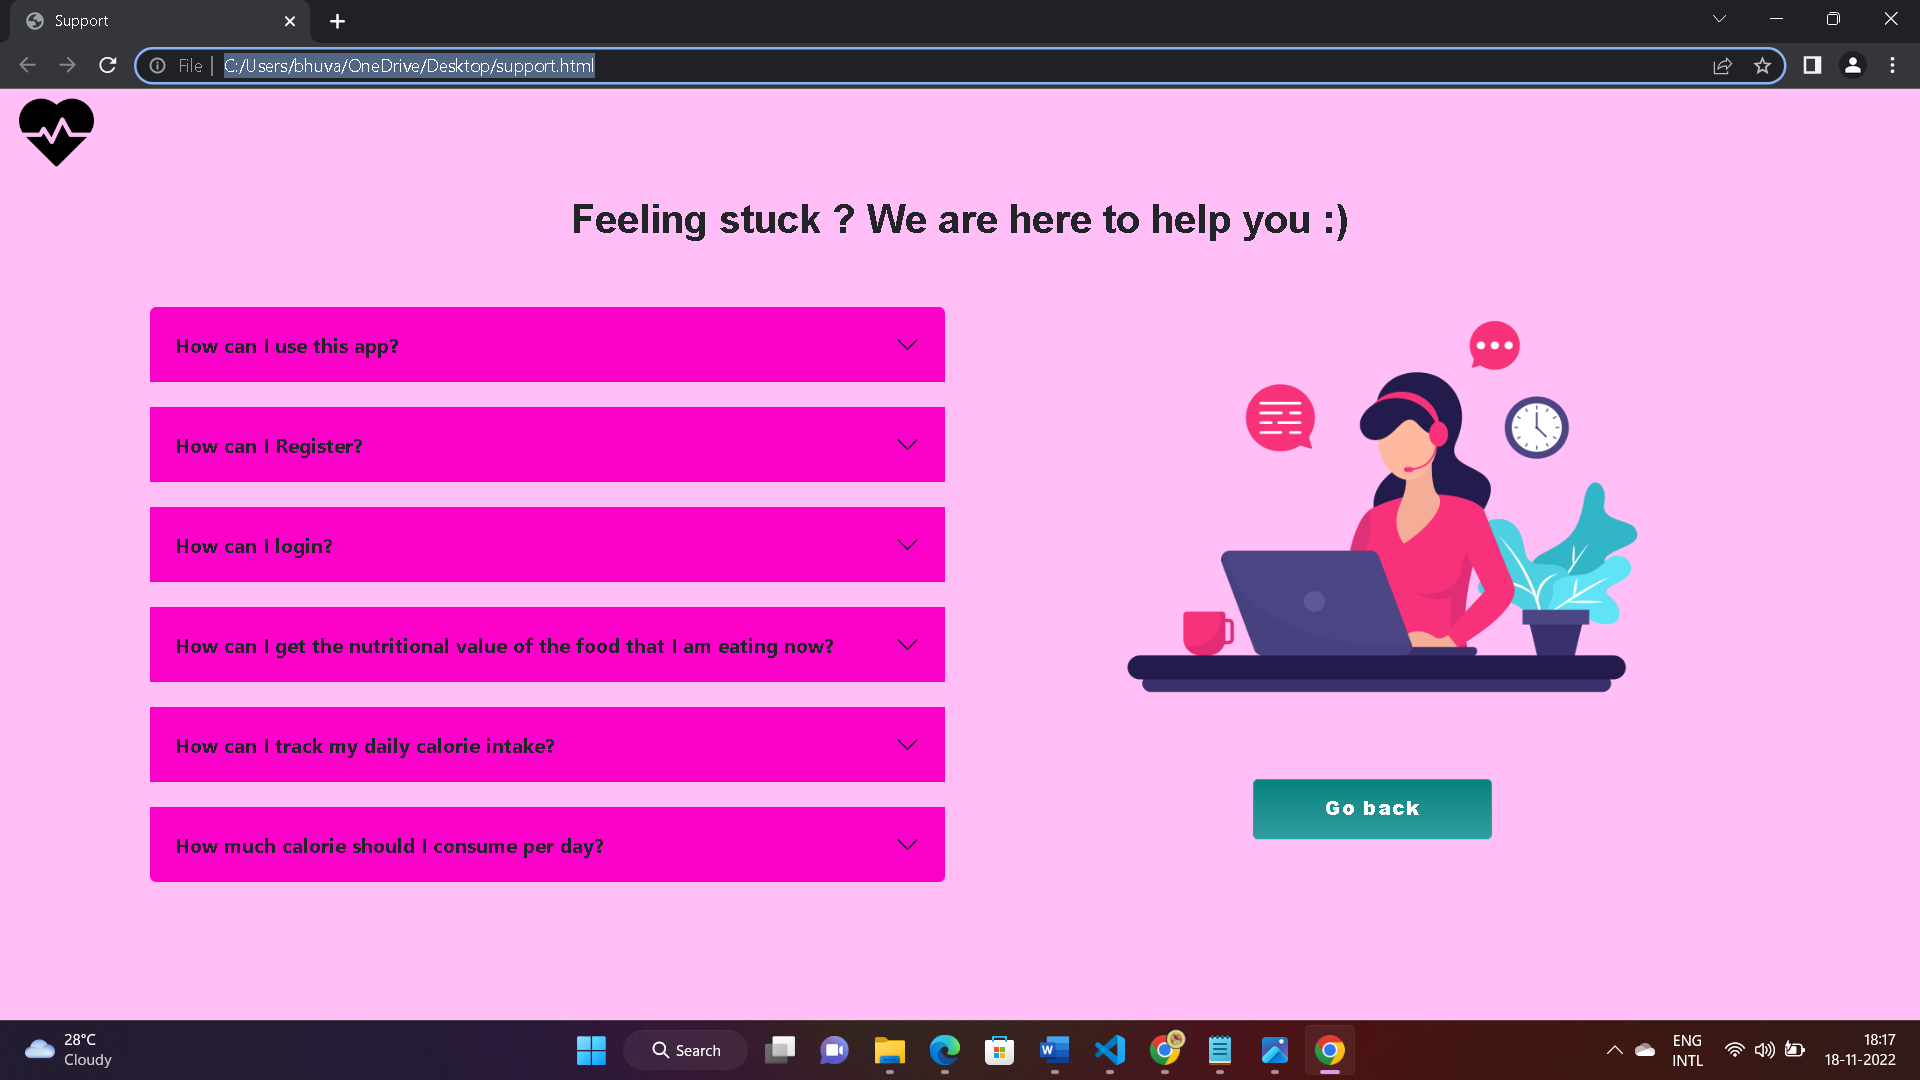 Support
File
C:/Users/bhuva/OneDrive/Desktop/support.html
Feeling stuck ? We are here to help you :)
How can I use this app?
How can I Register?
How can I login?
How can I get the nutritional value of the food that I am eating now?
How can I track my daily calorie intake?
How much calorie should I consume per day?
Go back
28°C
Cloudy
Search
W
ENG
INTL
18:17
18-11-2022